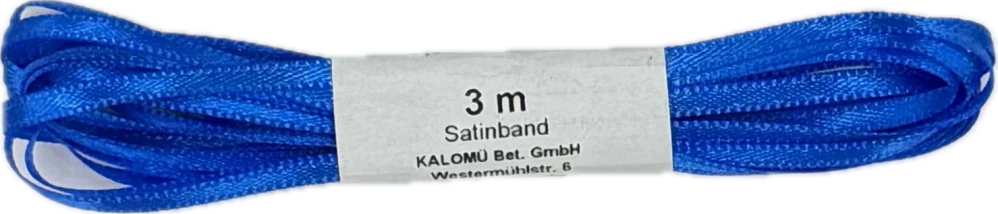 3 m
Satinband
KALOMÜ Bet. GmbH
Westermühlstr. 6